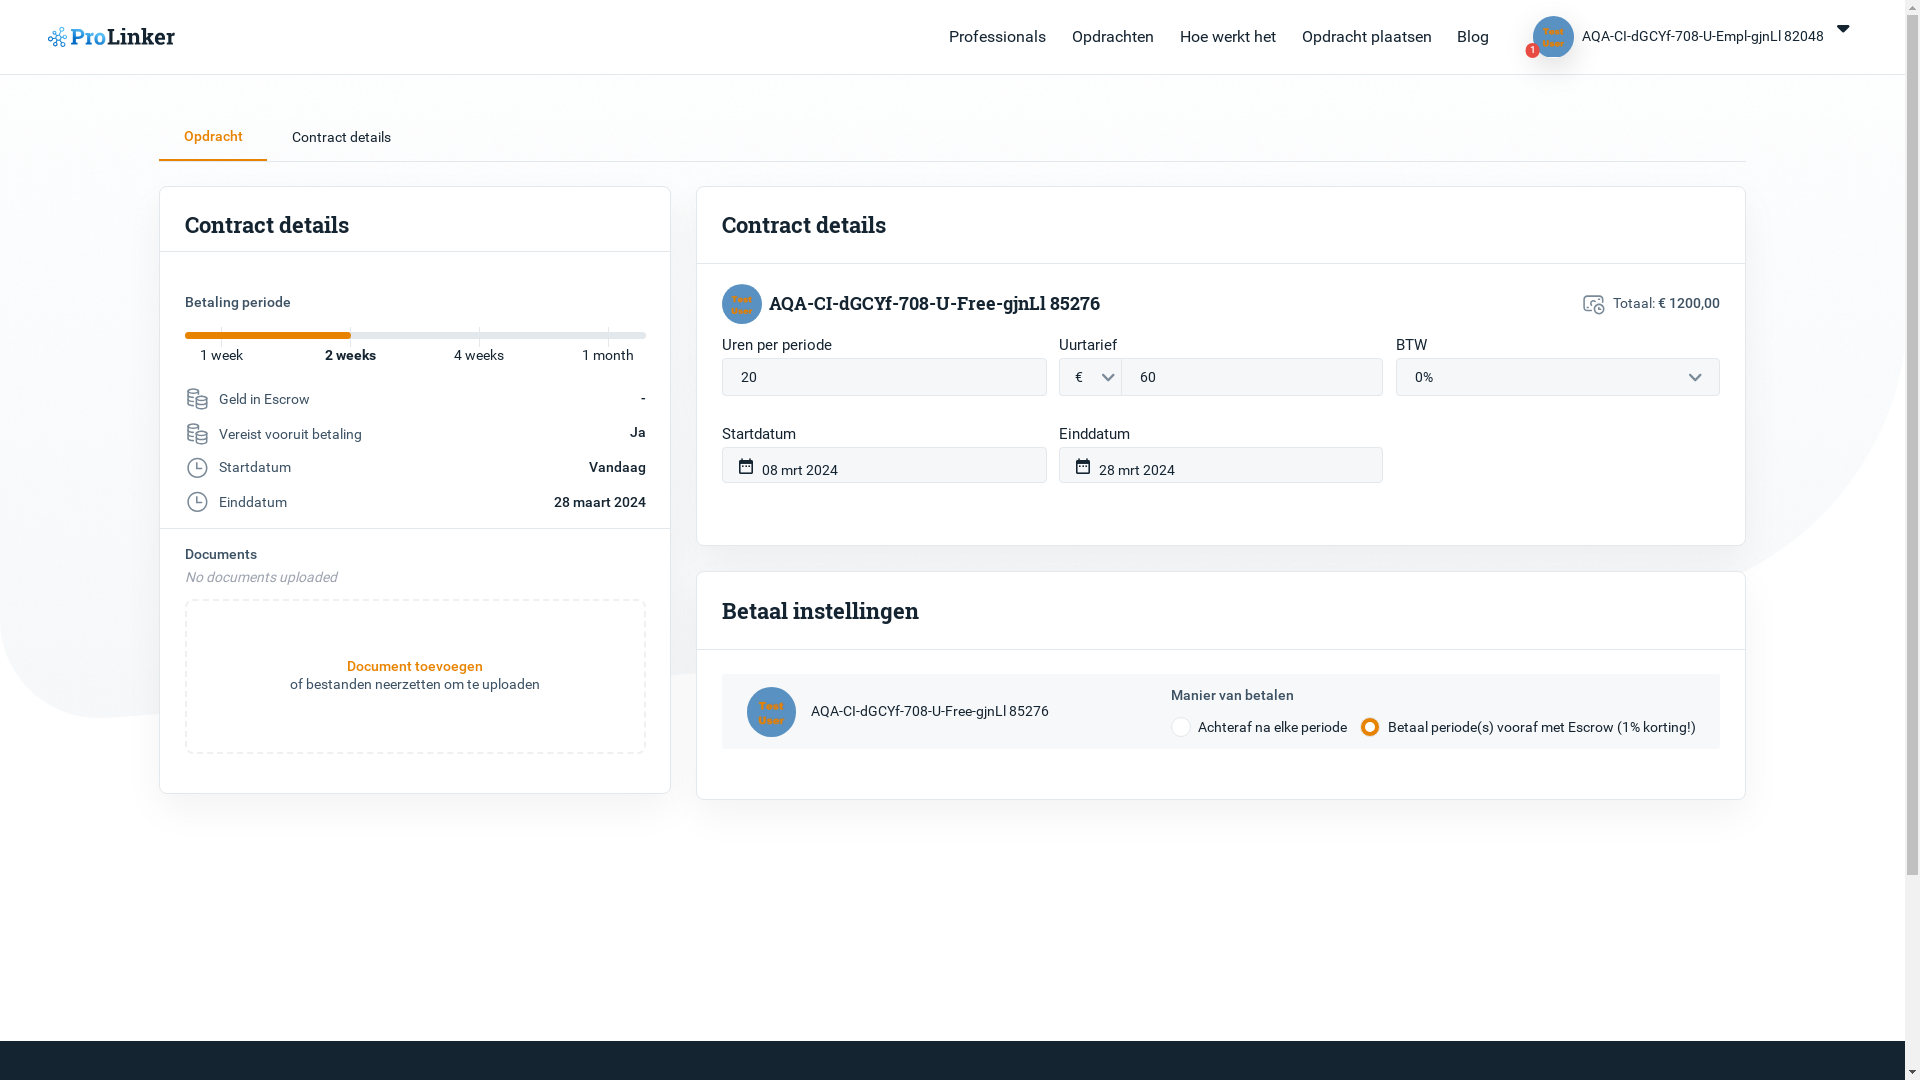 ProLinker
Professionals
Opdrachten
Hoe werkt het
Opdracht plaatsen
Blog
Test
User
1
AQA-CI-dGCYf-708-U-Empl-gjnLl 82048
Opdracht
Contract details
Contract details
Betaling periode
1 week
2 weeks
4 weeks
1 month
Geld in Escrow
-
Vereist vooruit betaling
Ja
Startdatum
Vandaag
Einddatum
28 maart 2024
Documents
No documents uploaded
Document toevoegen
of bestanden neerzetten om te uploaden
Contract details
Test
User
AQA-CI-dGCYf-708-U-Free-gjnLl 85276
Totaal: € 1200,00
Uren per periode
20
Uurtarief
€
60
BTW
0%
Startdatum
08 mrt 2024
Einddatum
28 mrt 2024
Betaal instellingen
Test
User
AQA-CI-dGCYf-708-U-Free-gjnLl 85276
Manier van betalen
Achteraf na elke periode
Betaal periode(s) vooraf met Escrow (1% korting!)